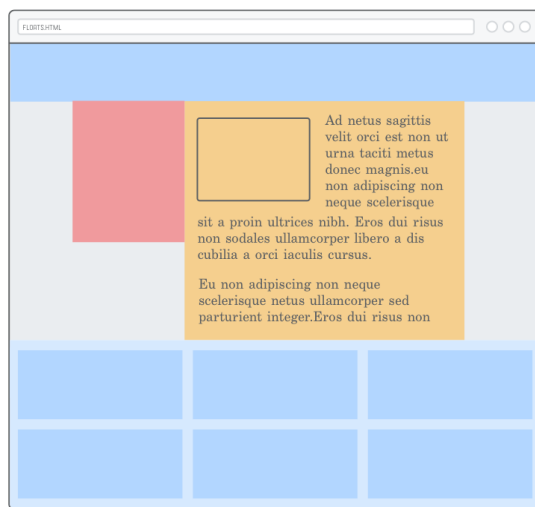 FLOATS.HTML
Ad netus sagittis
velit orci est non ut
urna taciti metus
donec magnis.eu
non adipiscing non
neque scelerisque
sit a proin ultrices nibh. Eros dui risus
non sodales ullamcorper libero a dis
cubilia a orci iaculis cursus.
Eu non adipiscing non neque
scelerisque netus ullamcorper sed
parturient integer.Eros dui risus non